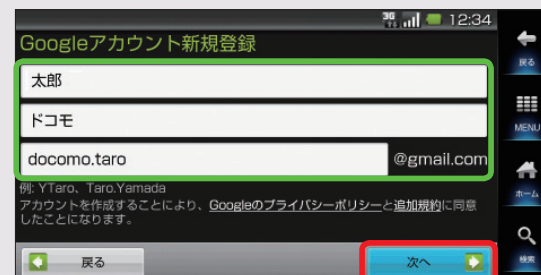 3G 12:34
Googleアカウント新規登録
太郎
ドコモ
docomo.taro @gmail.com
例: YTaro、Taro.Yamada
アカウントを作成することにより、Googleのプライバシーポリシーと追加規約に同意
したことになります。
戻る 次へ
戻る
MENU
ホーム
検索